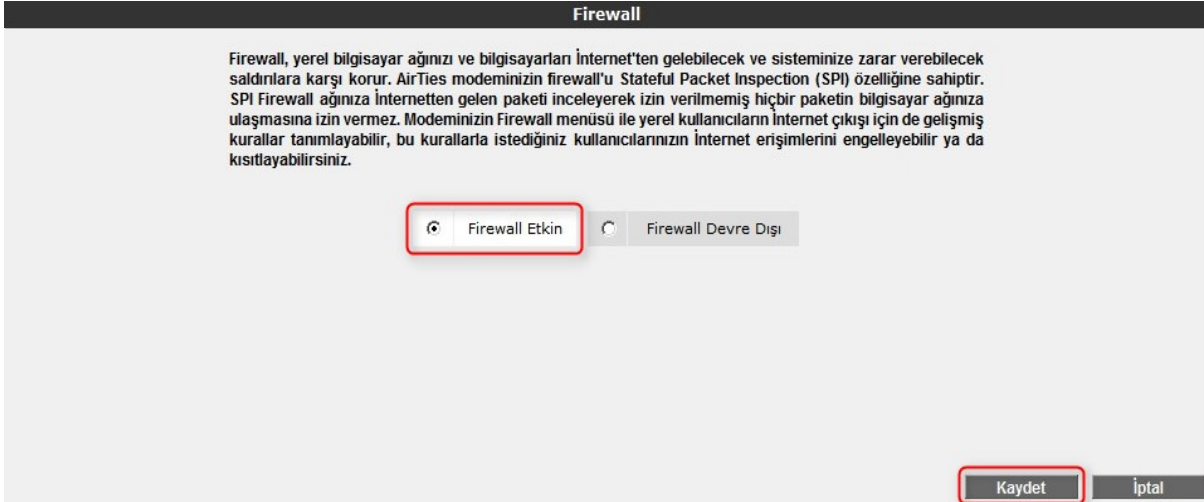 Firewall
Firewall, yerel bilgisayar ağınızı ve bilgisayarları İnternet'ten gelebilecek ve sisteminize zarar verebilecek
saldırılara karşı korur. AirTies modeminizin firewall'u Stateful Packet Inspection (SPI) özelliğine sahiptir.
SPI Firewall ağınıza İnternetten gelen paketi inceleyerek izin verilmemiş hiçbir paketin bilgisayar ağınıza
ulaşmasına izin vermez. Modeminizin Firewall menüsü ile yerel kullanıcıların İnternet çıkışı için de gelişmiş
kurallar tanımlayabilir, bu kurallarla istediğiniz kullanıcılarınızın İnternet erişimlerini engelleyebilir ya da
kısıtlayabilirsiniz.
Firewall Etkin Firewall Devre Dışı
Kaydet İptal